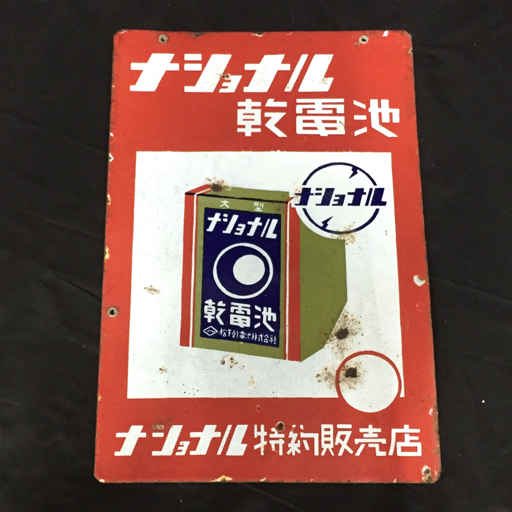 ナショナル
乾電池
ナショナル
大型
ナショナル
乾電池
松下乾電池株式会社
ナショナル特約販売店